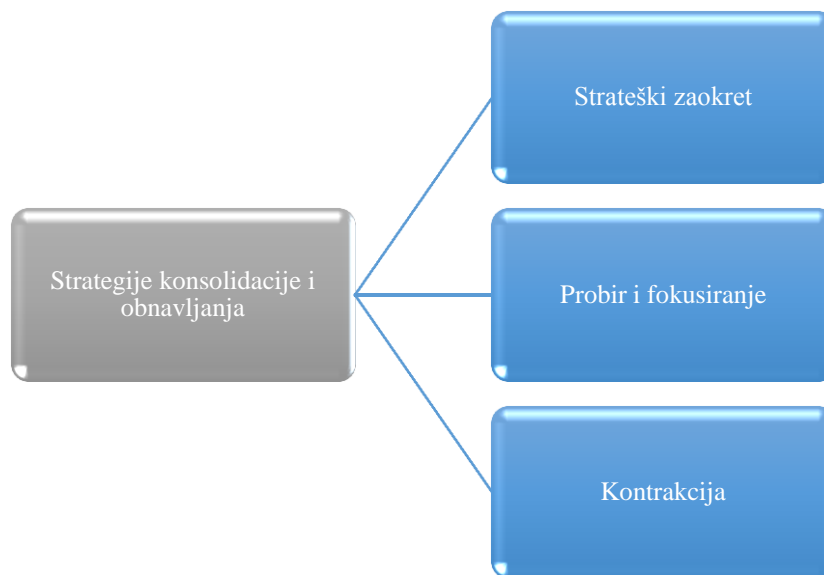 Strateški zaokret
Strategije konsolidacije i
obnavljanja
Probir i fokusiranje
Kontrakcija